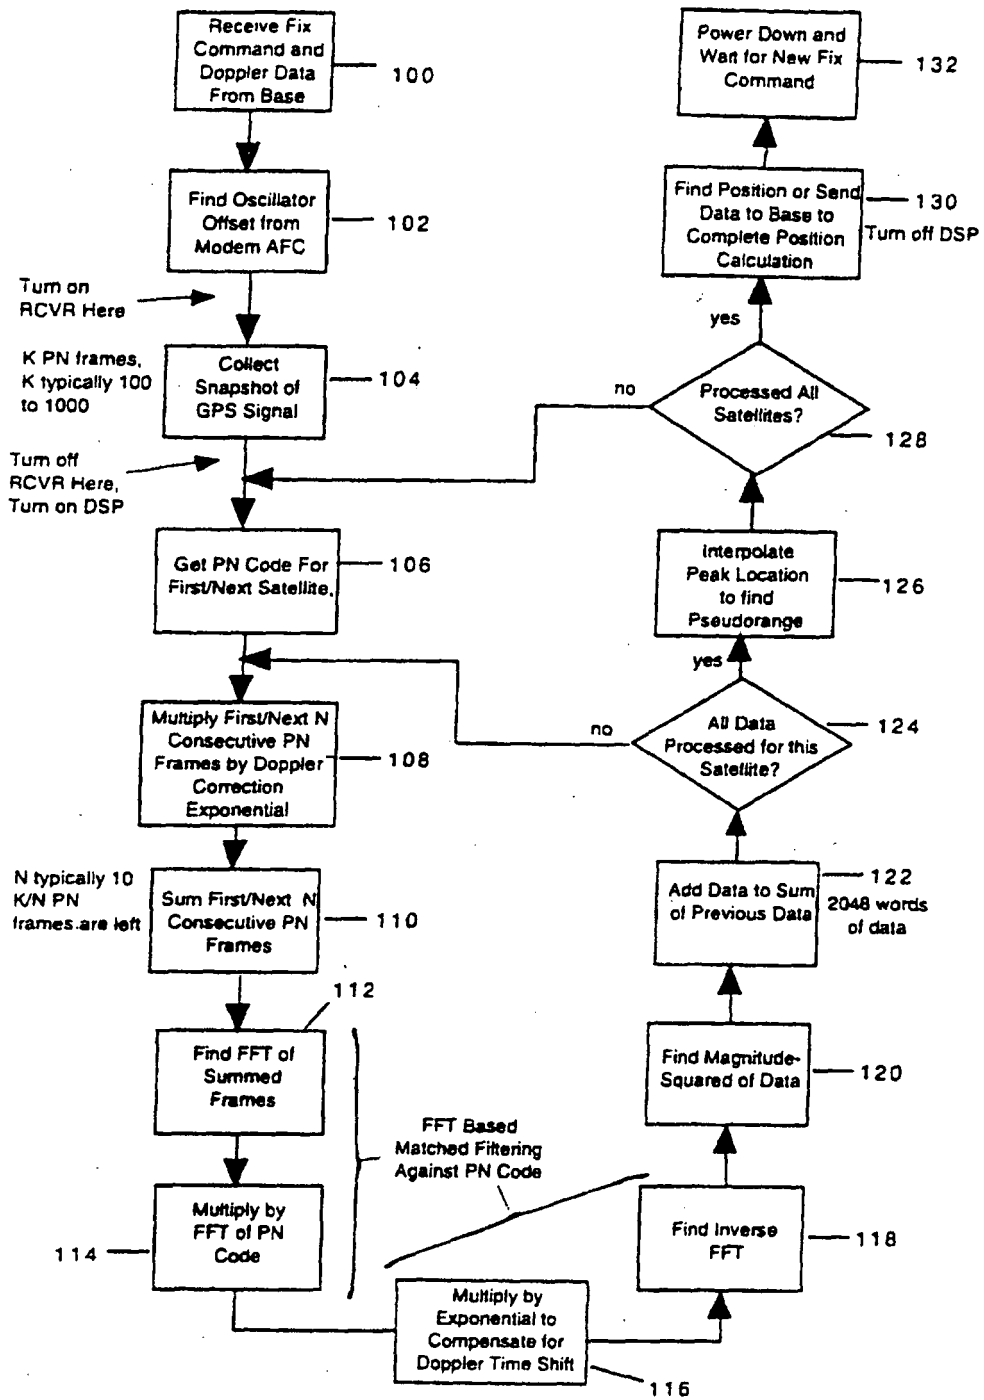 Receive Fix
Command and
Doppler Data
From Base
100
Find Oscillator
Offset from
Modem AFC
102
Turn on
RCVR Here
K PN frames,
K typically 100
to 1000
Collect
Snapshot of
GPS Signal
104
Turn off
RCVR Here,
Turn on DSP
Get PN Code For
First/Next Satellite,
106
Multiply First/Next N
Consecutive PN
Frames by Doppler
Correction
Exponential
108
N typically 10
K/N PN
frames are left
Sum First/Next N
Consecutive PN
Frames
110
112
Find FFT of
Summed
Frames
FFT Based
Matched Filtering
Against PN Code
Multiply by
FFT of PN
Code
114
Multiply by
Exponential to
Compensate for
Doppler Time Shift
116
Find Inverse
FFT
118
Find Magnitude-
Squared of Data
120
Add Data to Sum
of Previous Data
122
2048 words
of data
All Data
Processed for this
Satellite?
124
no
yes
Interpolate
Peak Location
to find
Pseudorange
126
Processed All
Satellites?
128
no
yes
Find Position or Send
Data to Base to
Complete Position
Calculation
130
Turn off DSP
Power Down and
Wait for New Fix
Command
132